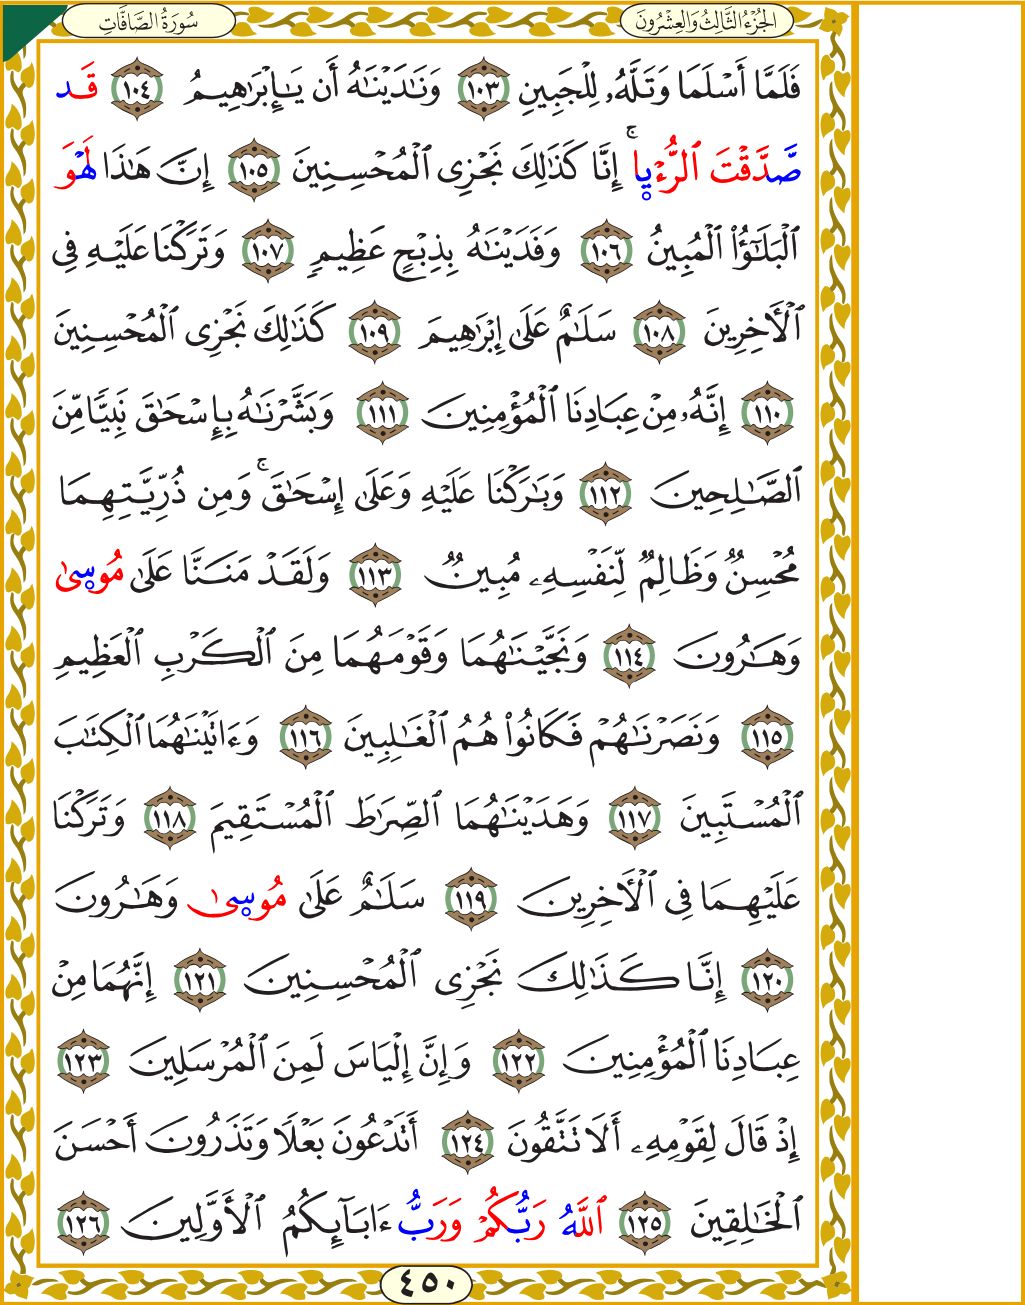 الجُزْءُ الثَّالِثُ وَالعِشْرُونَ
سُورَةُ الصَّافَّاتِ
فَلَمَّآ أَسْلَمَا وَتَلَّهُۥ لِلْجَبِينِ ١٠٣ وَنَٰدَيْنَٰهُ أَن يَٰٓإِبْرَٰهِيمُ ١٠٤ قَد
صَّدَّقْتَ ٱلرُّءْيِا ۚ إِنَّا كَذَٰلِكَ نَجْزِى ٱلْمُحْسِنِينَ ١٠٥ إِنَّ هَٰذَا لَهْوَ
ٱلْبَلَٰٓؤُا۟ ٱلْمُبِينُ ١٠٦ وَفَدَيْنَٰهُ بِذِبْحٍ عَظِيمٍ ١٠٧ وَتَرَكْنَا عَلَيْهِ فِى
ٱلْأَخِرِينَ ١٠٨ سَلَٰمٌ عَلَىٰٓ إِبْرَٰهِيمَ ١٠٩ كَذَٰلِكَ نَجْزِى ٱلْمُحْسِنِينَ
١١٠ إِنَّهُۥ مِنْ عِبَادِنَا ٱلْمُؤْمِنِينَ ١١١ وَبَشَّرْنَٰهُ بِإِسْحَٰقَ نَبِيًّا مِّنَ
ٱلصَّٰلِحِينَ ١١٢ وَبَٰرَكْنَا عَلَيْهِ وَعَلَىٰٓ إِسْحَٰقَ ۚ وَمِن ذُرِّيَّتِهِمَا
مُحْسِنٌ وَظَالِمٌ لِّنَفْسِهِۦ مُبِينٌ ١١٣ وَلَقَدْ مَنَنَّا عَلَىٰ مُوسِىٰ
وَهَٰرُونَ ١١٤ وَنَجَّيْنَٰهُمَا وَقَوْمَهُمَا مِنَ ٱلْكَرْبِ ٱلْعَظِيمِ
١١٥ وَنَصَرْنَٰهُمْ فَكَانُوا۟ هُمُ ٱلْغَٰلِبِينَ ١١٦ وَءَاتَيْنَٰهُمَا ٱلْكِتَٰبَ
ٱلْمُسْتَبِينَ ١١٧ وَهَدَيْنَٰهُمَا ٱلصِّرَٰطَ ٱلْمُسْتَقِيمَ ١١٨ وَتَرَكْنَا
عَلَيْهِمَا فِى ٱلْأَخِرِينَ ١١٩ سَلَٰمٌ عَلَىٰ مُوسِىٰ وَهَٰرُونَ
١٢٠ إِنَّا كَذَٰلِكَ نَجْزِى ٱلْمُحْسِنِينَ ١٢١ إِنَّهُمَا مِنْ
عِبَادِنَا ٱلْمُؤْمِنِينَ ١٢٢ وَإِنَّ إِلْيَاسَ لَمِنَ ٱلْمُرْسَلِينَ ١٢٣
إِذْ قَالَ لِقَوْمِهِۦٓ أَلَا تَتَّقُونَ ١٢٤ أَتَدْعُونَ بَعْلًا وَتَذَرُونَ أَحْسَنَ
ٱلْخَٰلِقِينَ ١٢٥ ٱللَّهُ رَبُّكُمْ وَرَبُّ ءَابَآئِكُمُ ٱلْأَوَّلِينَ ١٢٦
٤٥٠